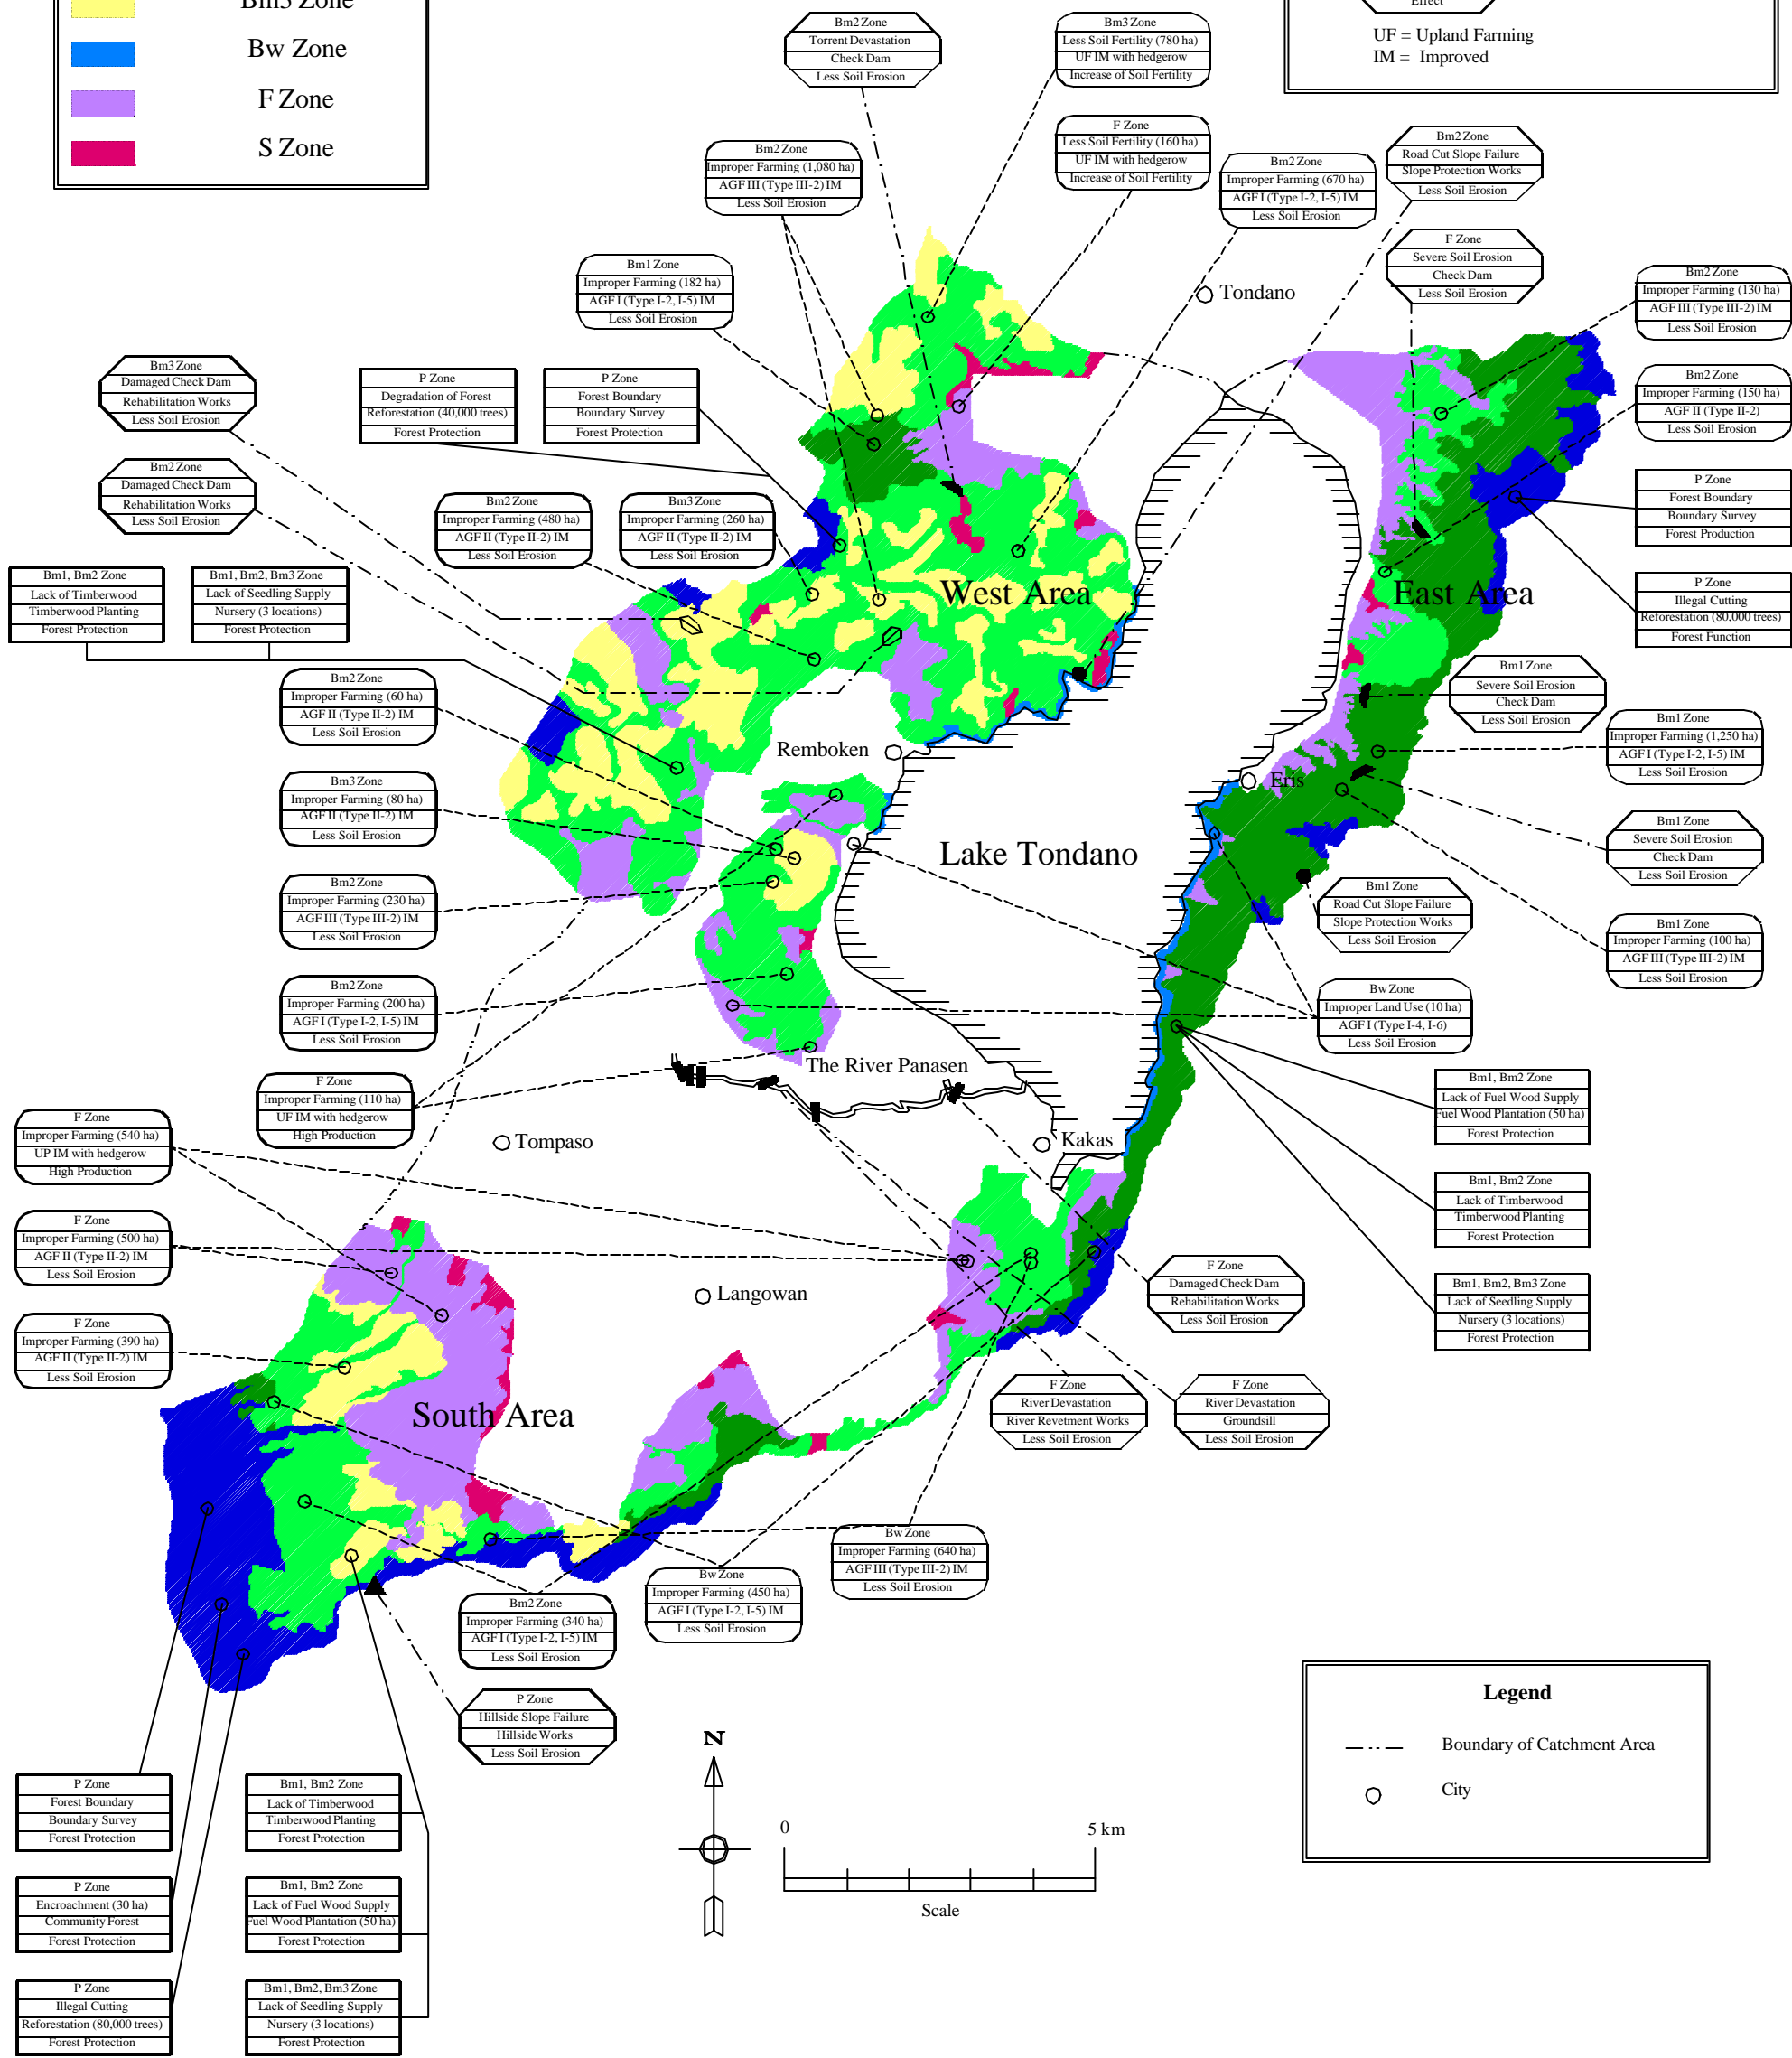 Bm3 Zone
Bw Zone
F Zone
S Zone
Effect
UF = Upland Farming
IM = Improved
Bm2 Zone
Torrent Devastation
Check Dam
Less Soil Erosion
Bm3 Zone
Less Soil Fertility (780 ha)
UF IM with hedgerow
Increase of Soil Fertility
F Zone
Less Soil Fertility (160 ha)
UF IM with hedgerow
Increase of Soil Fertility
Bm2 Zone
Road Cut Slope Failure
Slope Protection Works
Less Soil Erosion
Bm2 Zone
Improper Farming (1,080 ha)
AGF III (Type III-2) IM
Less Soil Erosion
Bm2 Zone
Improper Farming (670 ha)
AGF I (Type I-2, I-5) IM
Less Soil Erosion
F Zone
Severe Soil Erosion
Check Dam
Less Soil Erosion
Bm1 Zone
Improper Farming (182 ha)
AGF I (Type I-2, I-5) IM
Less Soil Erosion
Tondano
Bm2 Zone
Improper Farming (130 ha)
AGF III (Type III-2) IM
Less Soil Erosion
Bm3 Zone
Damaged Check Dam
Rehabilitation Works
Less Soil Erosion
P Zone
Degradation of Forest
Reforestation (40,000 trees)
Forest Protection
P Zone
Forest Boundary
Boundary Survey
Forest Protection
Bm2 Zone
Improper Farming (150 ha)
AGF II (Type II-2)
Less Soil Erosion
Bm2 Zone
Damaged Check Dam
Rehabilitation Works
Less Soil Erosion
Bm2 Zone
Improper Farming (480 ha)
AGF II (Type II-2) IM
Less Soil Erosion
Bm3 Zone
Improper Farming (260 ha)
AGF II (Type II-2) IM
Less Soil Erosion
P Zone
Forest Boundary
Boundary Survey
Forest Production
Bm1, Bm2 Zone
Lack of Timberwood
Timberwood Planting
Forest Protection
Bm1, Bm2, Bm3 Zone
Lack of Seedling Supply
Nursery (3 locations)
Forest Protection
West Area
East Area
P Zone
Illegal Cutting
Reforestation (80,000 trees)
Forest Function
Bm2 Zone
Improper Farming (60 ha)
AGF II (Type II-2) IM
Less Soil Erosion
Bm1 Zone
Severe Soil Erosion
Check Dam
Less Soil Erosion
Remboken
Bm1 Zone
Improper Farming (1,250 ha)
AGF I (Type I-2, I-5) IM
Less Soil Erosion
Eris
Bm3 Zone
Improper Farming (80 ha)
AGF II (Type II-2) IM
Less Soil Erosion
Lake Tondano
Bm1 Zone
Severe Soil Erosion
Check Dam
Less Soil Erosion
Bm2 Zone
Improper Farming (230 ha)
AGF III (Type III-2) IM
Less Soil Erosion
Bm1 Zone
Road Cut Slope Failure
Slope Protection Works
Less Soil Erosion
Bm1 Zone
Improper Farming (100 ha)
AGF III (Type III-2) IM
Less Soil Erosion
Bm2 Zone
Improper Farming (200 ha)
AGF I (Type I-2, I-5) IM
Less Soil Erosion
Bw Zone
Improper Land Use (10 ha)
AGF I (Type I-4, I-6)
Less Soil Erosion
The River Panasen
F Zone
Improper Farming (110 ha)
UF IM with hedgerow
High Production
Bm1, Bm2 Zone
Lack of Fuel Wood Supply
Fuel Wood Plantation (50 ha)
Forest Protection
F Zone
Improper Farming (540 ha)
UP IM with hedgerow
High Production
Tompaso
Kakas
Bm1, Bm2 Zone
Lack of Timberwood
Timberwood Planting
Forest Protection
F Zone
Improper Farming (500 ha)
AGF II (Type II-2) IM
Less Soil Erosion
Langowan
F Zone
Damaged Check Dam
Rehabilitation Works
Less Soil Erosion
Bm1, Bm2, Bm3 Zone
Lack of Seedling Supply
Nursery (3 locations)
Forest Protection
F Zone
Improper Farming (390 ha)
AGF II (Type II-2) IM
Less Soil Erosion
South Area
F Zone
River Devastation
River Revetment Works
Less Soil Erosion
F Zone
River Devastation
Groundsill
Less Soil Erosion
Bw Zone
Improper Farming (640 ha)
AGF III (Type III-2) IM
Less Soil Erosion
Bw Zone
Improper Farming (450 ha)
AGF I (Type I-2, I-5) IM
Less Soil Erosion
Bm2 Zone
Improper Farming (340 ha)
AGF I (Type I-2, I-5) IM
Less Soil Erosion
P Zone
Hillside Slope Failure
Hillside Works
Less Soil Erosion
Legend
Boundary of Catchment Area
City
N
0
5 km
Scale
P Zone
Forest Boundary
Boundary Survey
Forest Protection
Bm1, Bm2 Zone
Lack of Timberwood
Timberwood Planting
Forest Protection
P Zone
Encroachment (30 ha)
Community Forest
Forest Protection
Bm1, Bm2 Zone
Lack of Fuel Wood Supply
Fuel Wood Plantation (50 ha)
Forest Protection
P Zone
Illegal Cutting
Reforestation (80,000 trees)
Forest Protection
Bm1, Bm2, Bm3 Zone
Lack of Seedling Supply
Nursery (3 locations)
Forest Protection